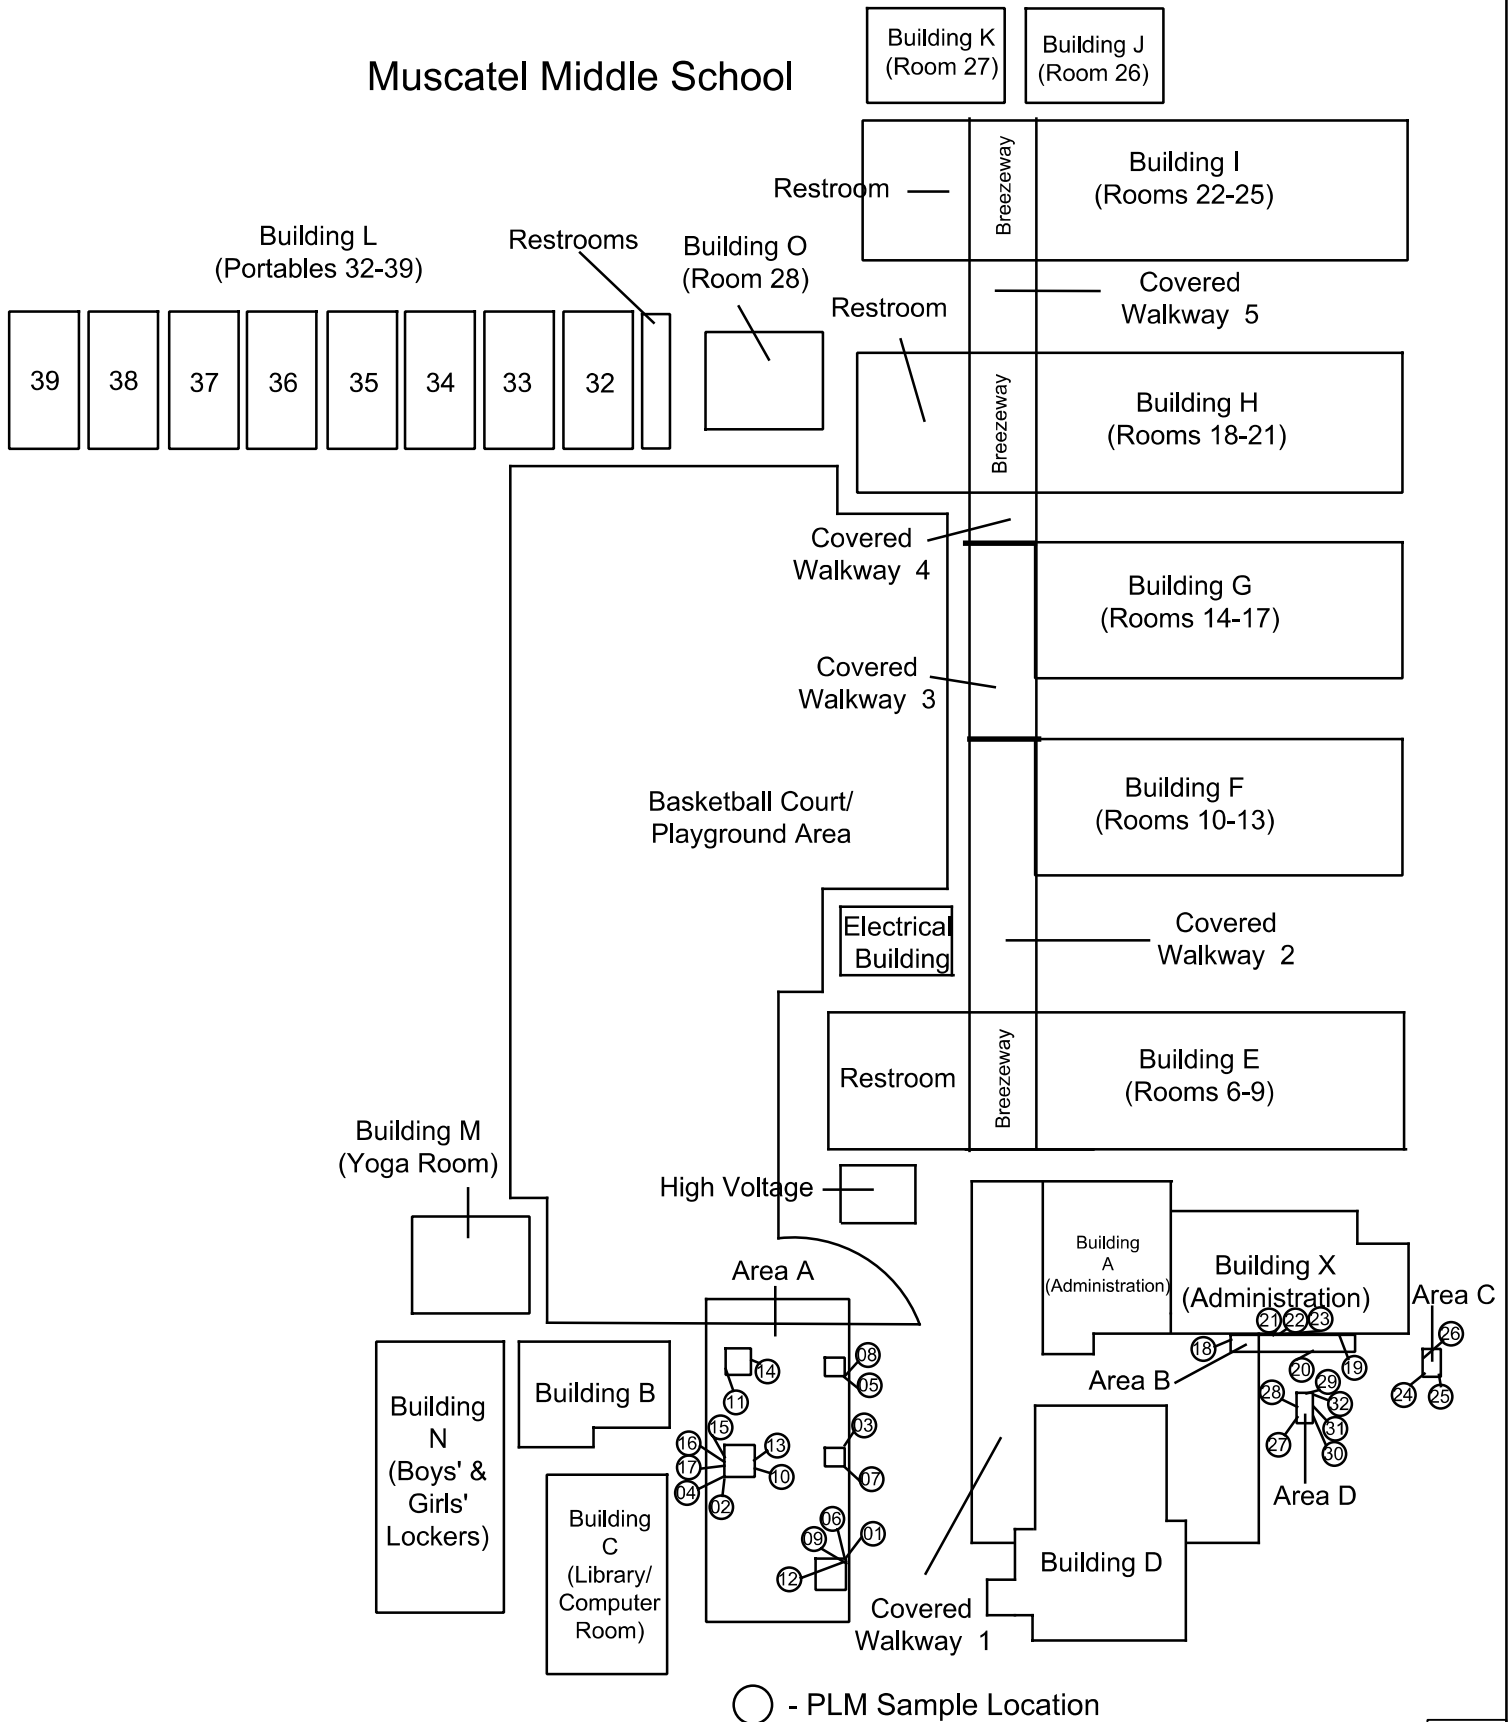 Muscatel Middle School
Building K
(Room 27)
Building J
(Room 26)
Breezeway
Building I
(Rooms 22-25)
Restroom
Building L
(Portables 32-39)
Restrooms
Building O
(Room 28)
Covered
Walkway 5
Restroom
39
38
37
36
35
34
33
32
Breezeway
Building H
(Rooms 18-21)
Covered
Walkway 4
Building G
(Rooms 14-17)
Covered
Walkway 3
Basketball Court/
Playground Area
Building F
(Rooms 10-13)
Electrical
Building
Covered
Walkway 2
Restroom
Breezeway
Building E
(Rooms 6-9)
Building M
(Yoga Room)
High Voltage
Area A
Building
A
(Administration)
Building X
(Administration)
Area C
21
22
23
26
18
20
19
Area B
24
25
28
29
32
31
30
27
Area D
08
14
05
11
Building B
Building
N
(Boys' &
Girls'
Lockers)
15
03
16
13
17
10
07
04
02
Building
C
(Library/
Computer
Room)
06
09
01
12
Building D
Covered
Walkway 1
- PLM Sample Location